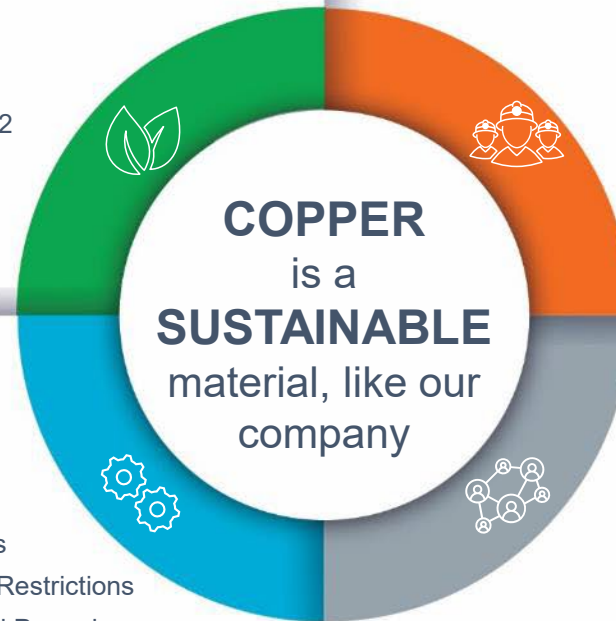 2
COPPER
is a
SUSTAINABLE
material, like our
company
s
Restrictions